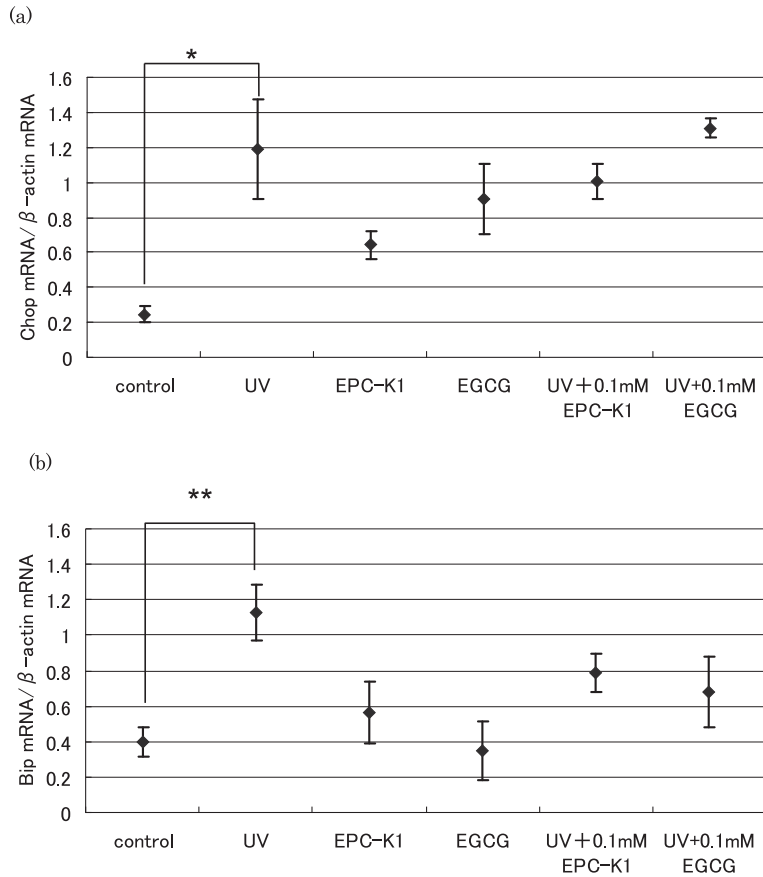 (a)
*
Chop mRNA/β-actin mRNA
1.6
1.4
1.2
1
0.8
0.6
0.4
0.2
0
control UV EPC-K1 EGCG UV+0.1mM UV+0.1mM
EPC-K1 EGCG
(b)
**
Bip mRNA/β-actin mRNA
1.6
1.4
1.2
1
0.8
0.6
0.4
0.2
0
control UV EPC-K1 EGCG UV+0.1mM UV+0.1mM
EPC-K1 EGCG